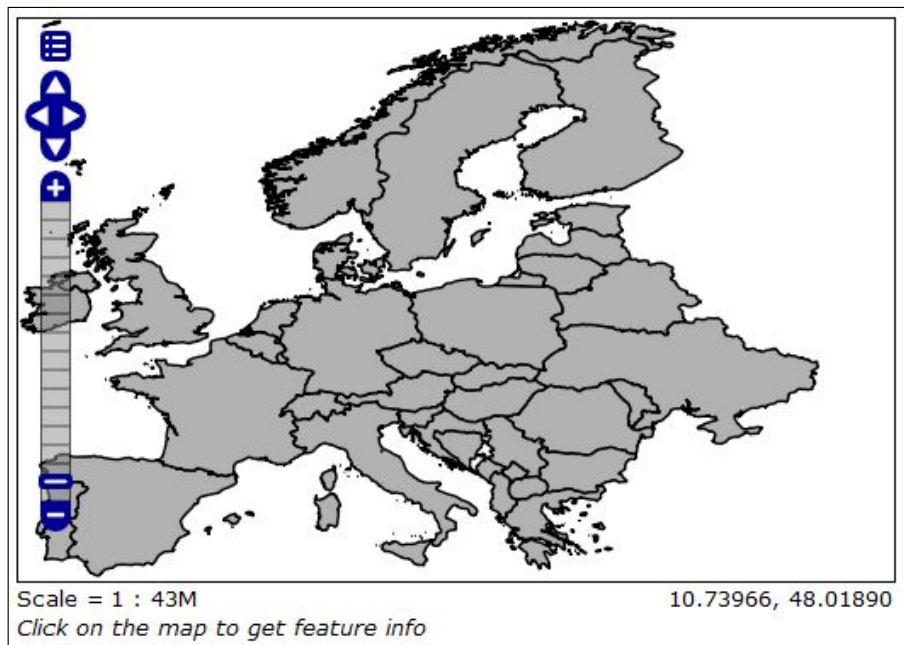 Scale = 1 : 43M
10.73966, 48.01890
Click on the map to get feature info